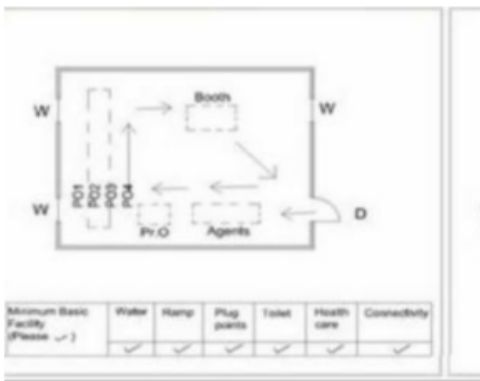 Booth
W
W
W
PO1
PO2
PO3
PO4
Pr.O
Agents
D
Minimum Basic Facility (Please ✓)
Water
Ramp
Plug points
Toilet
Health care
Connectivity
✓ ✓ ✓ ✓ ✓ ✓